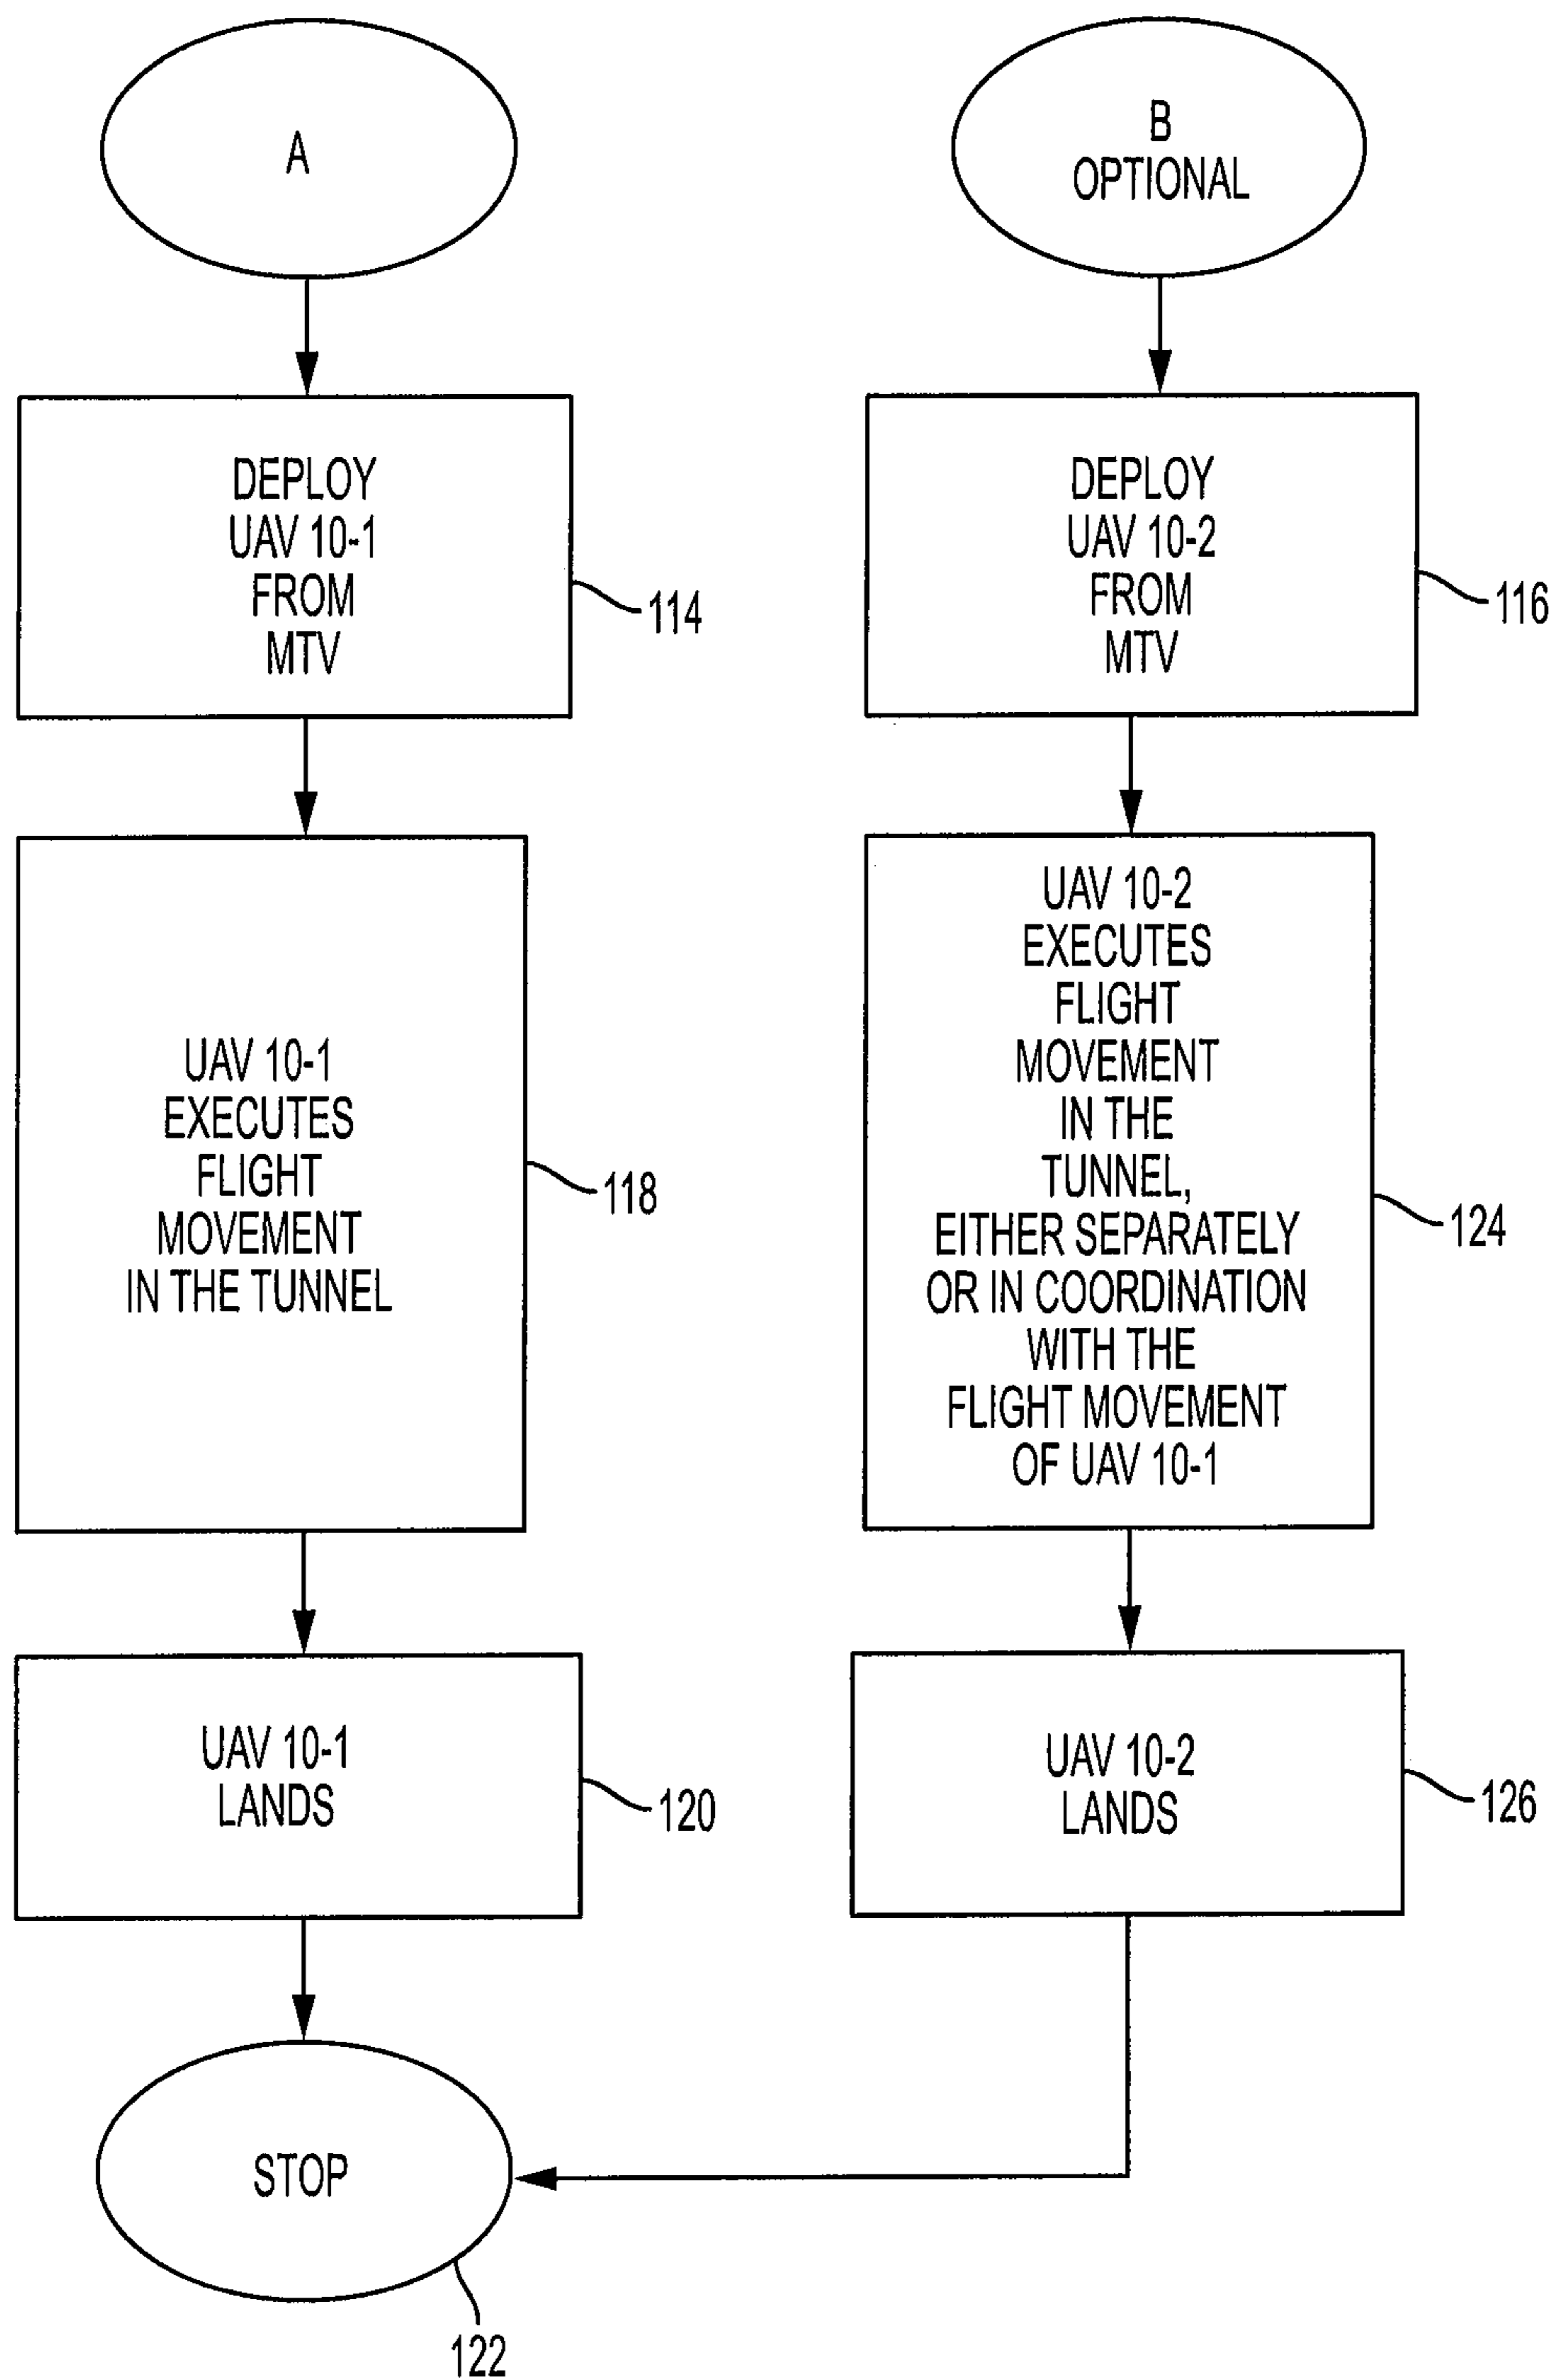 A
DEPLOY
UAV 10-1
FROM
MTV
114
UAV 10-1
EXECUTES
FLIGHT
MOVEMENT
IN THE TUNNEL
118
UAV 10-1
LANDS
120
STOP
122
B
OPTIONAL
DEPLOY
UAV 10-2
FROM
MTV
116
UAV 10-2
EXECUTES
FLIGHT
MOVEMENT
IN THE
TUNNEL,
EITHER SEPARATELY
OR IN COORDINATION
WITH THE
FLIGHT MOVEMENT
OF UAV 10-1
124
UAV 10-2
LANDS
126